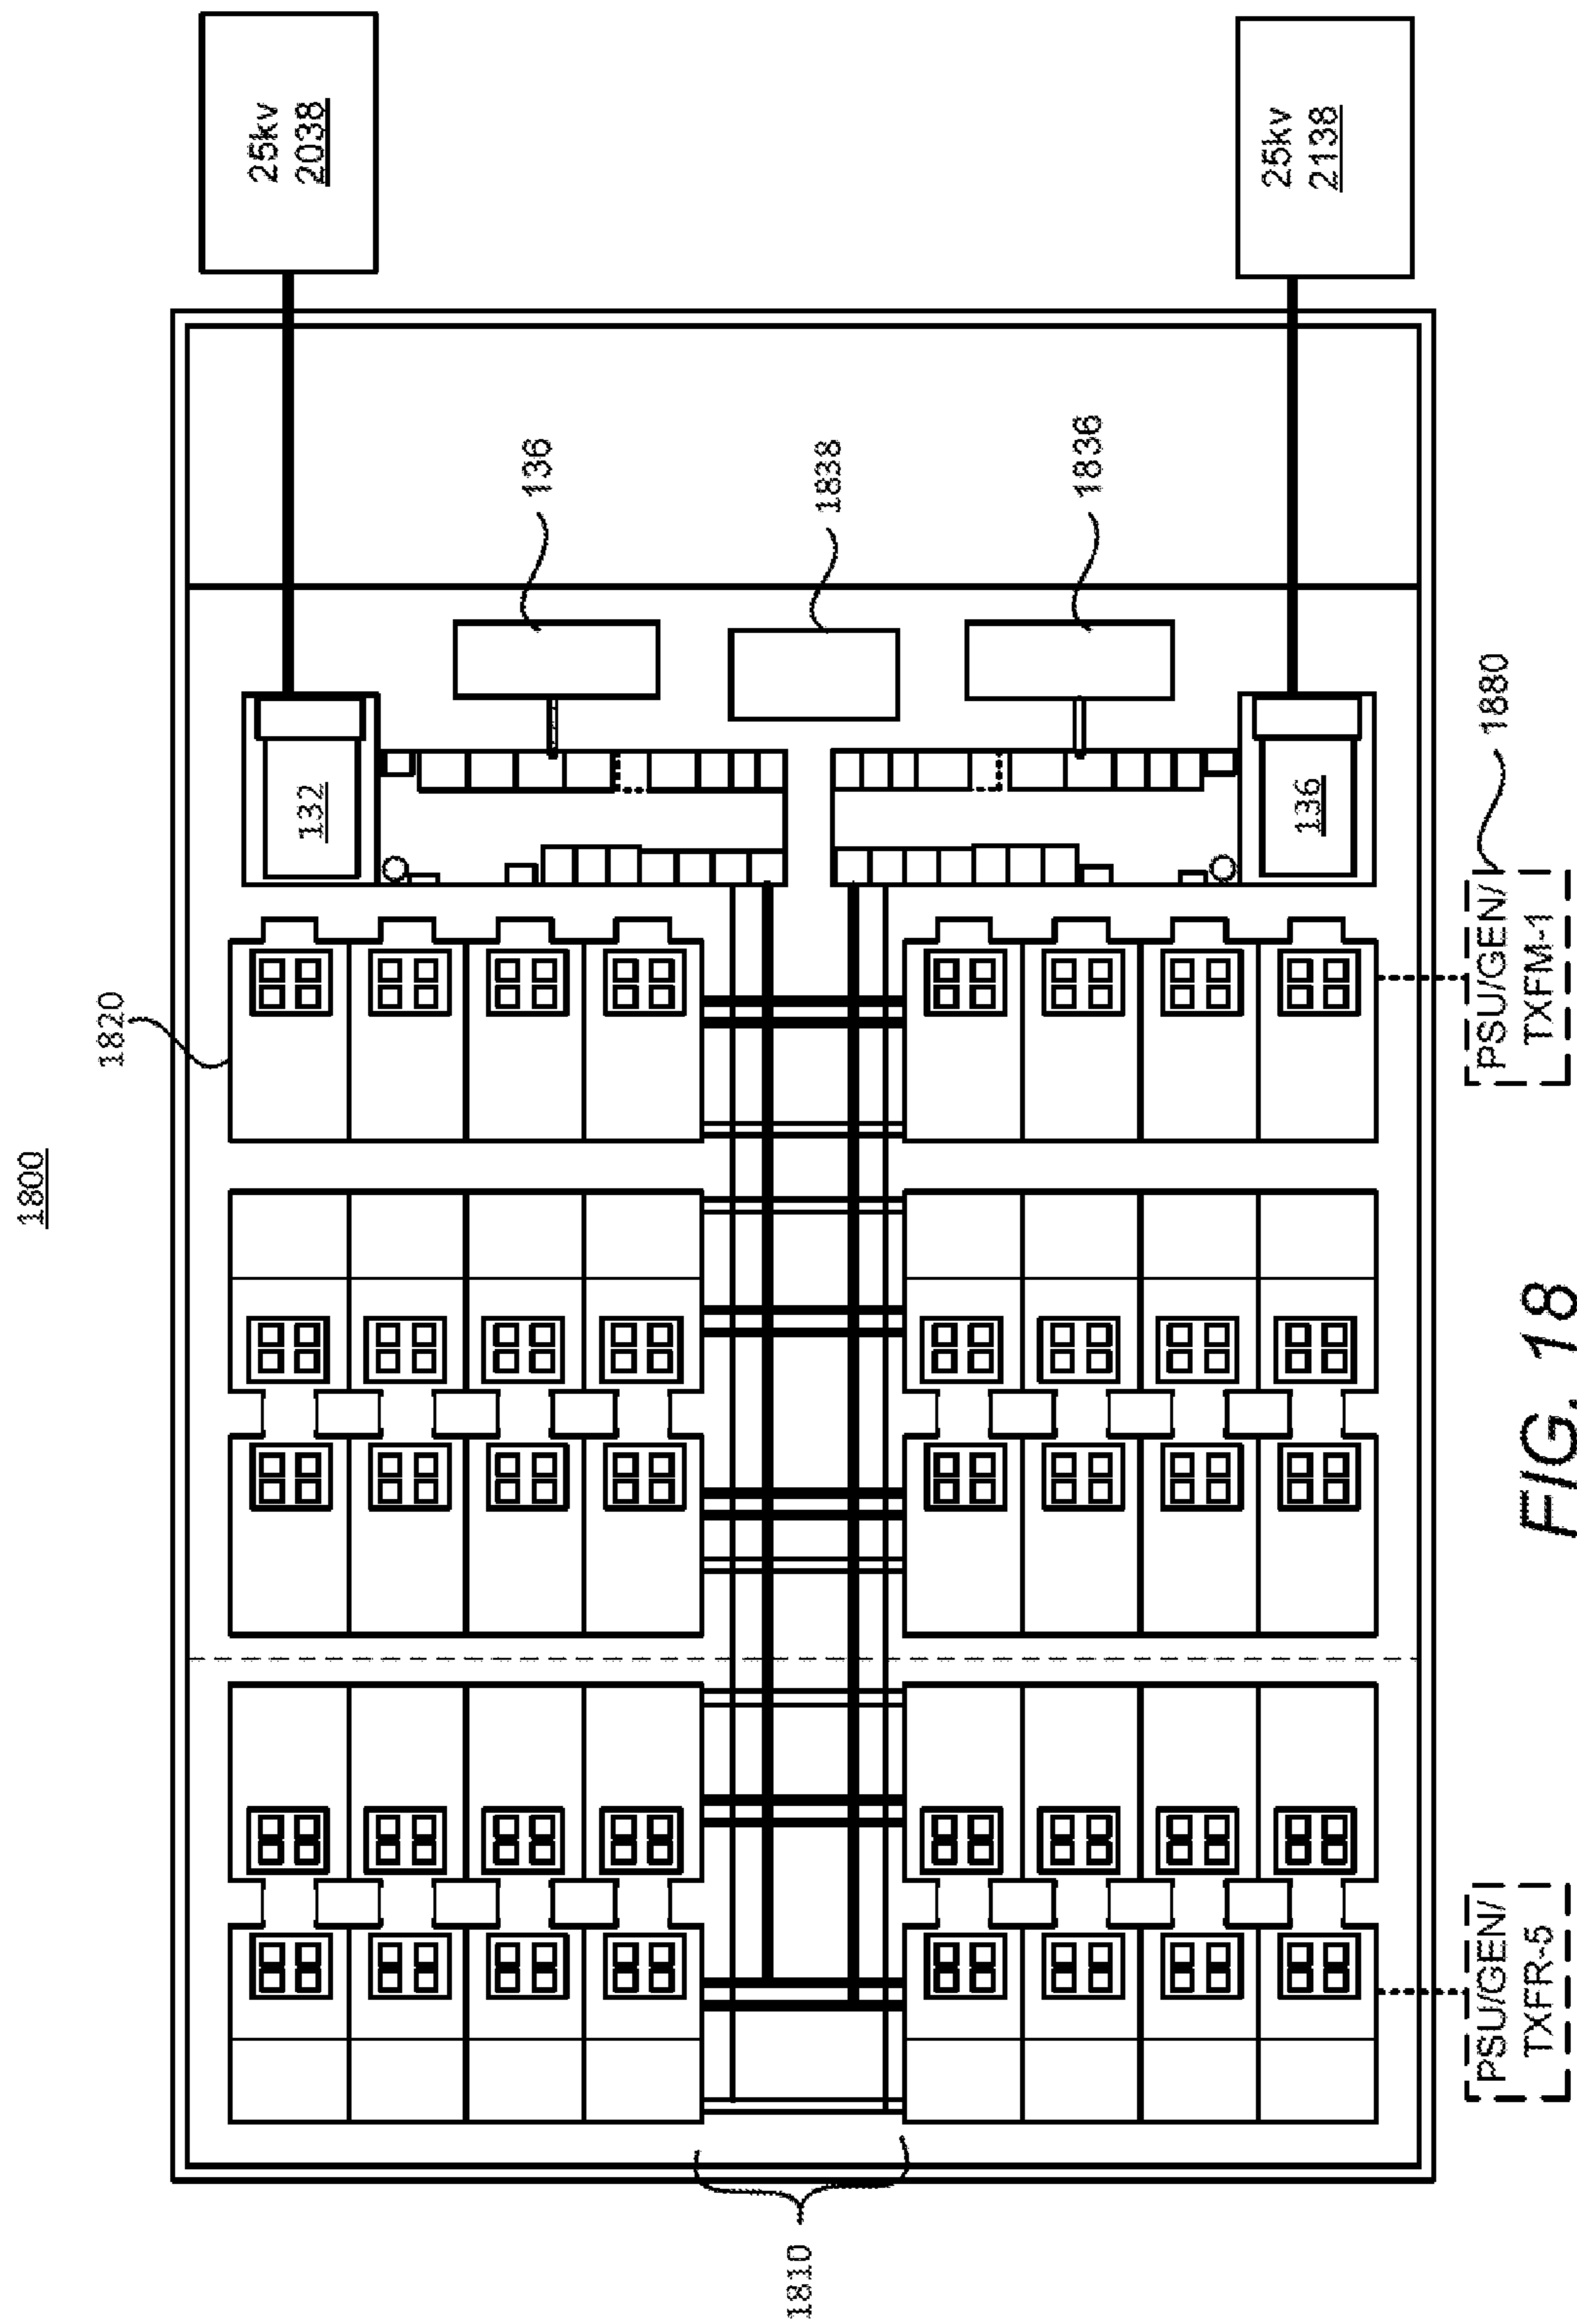 1800
1820
25kv
2038
132
136
1810
1838
1836
25kv
2138
136
PSU/GEN/
TXFR-5
PSU/GEN/
TXFM-1
1880
FIG. 18